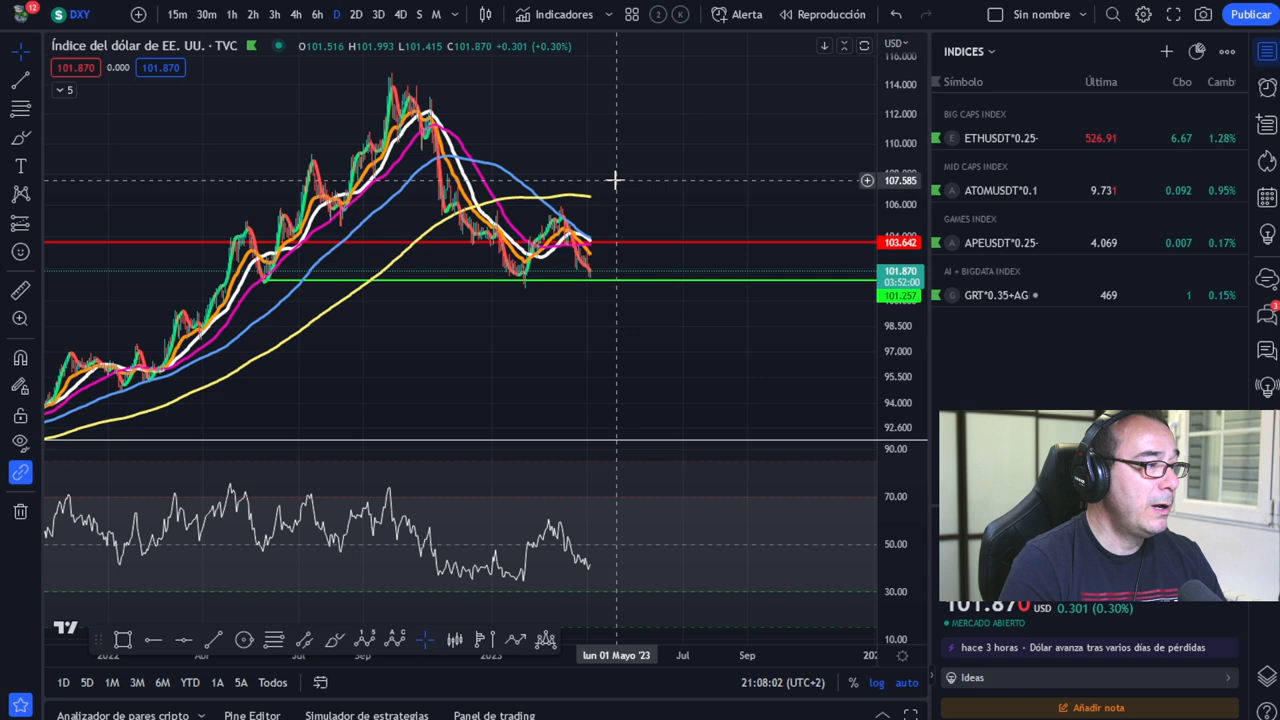 12
S DXY
15m 30m 1h 2h 3h 4h 6h D 2D 3D 4D S M
Indicadores
2 K
Alerta
Reproducción
Sin nombre
Publicar
Índice del dólar de EE. UU. · TVC
O101.516 H101.993 L101.415 C101.870 +0.301 (+0.30%)
101.870 0.000 101.870
5
USD
116.000
114.000
112.000
110.000
107.585
106.000
103.642
101.870
03:52:00
101.257
98.500
97.000
95.500
94.000
92.600
90.00
70.00
50.00
30.00
10.00
2022 Abr Jul Sep 2023 lun 01 Mayo '23 Jul Sep
1D 5D 1M 3M 6M YTD 1A 5A Todos
21:08:02 (UTC+2) % log auto
Analizador de pares cripto Pine Editor Simulador de estrategias Panel de trading
INDICES
Símbolo Última Cbo Camb
BIG CAPS INDEX
E ETHUSDT*0.25- 526.91 6.67 1.28%
MID CAPS INDEX
A ATOMUSDT*0.1 9.731 0.092 0.95%
GAMES INDEX
A APEUSDT*0.25- 4.069 0.007 0.17%
AI + BIGDATA INDEX
G GRT*0.35+AG 469 1 0.15%
3
101.870 USD 0.301 (0.30%)
MERCADO ABIERTO
hace 3 horas · Dólar avanza tras varios días de pérdidas
Ideas
Añadir nota